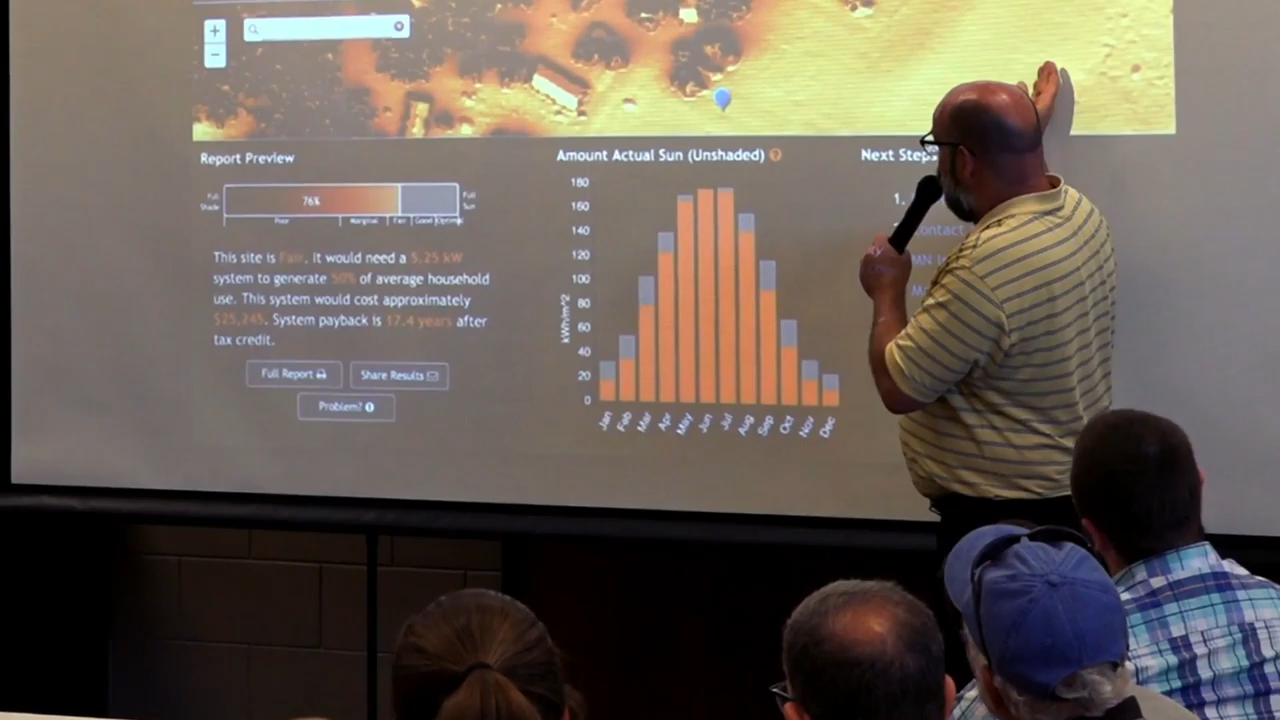 +
−
Report Preview
Full Shade
76%
Full Sun
Poor
Marginal
Fair
Good
Optimal
This site is Fair, it would need a 5.25 kW
system to generate 50% of average household
use. This system would cost approximately
$25,245. System payback is 17.4 years after
tax credit.
Full Report
Share Results
Problem?
Amount Actual Sun (Unshaded) ?
180
160
140
120
100
80
60
40
20
0
kWh/m^2
Jan
Feb
Mar
Apr
May
Jun
Jul
Aug
Sep
Oct
Nov
Dec
Next Steps
1.
Contact
MN